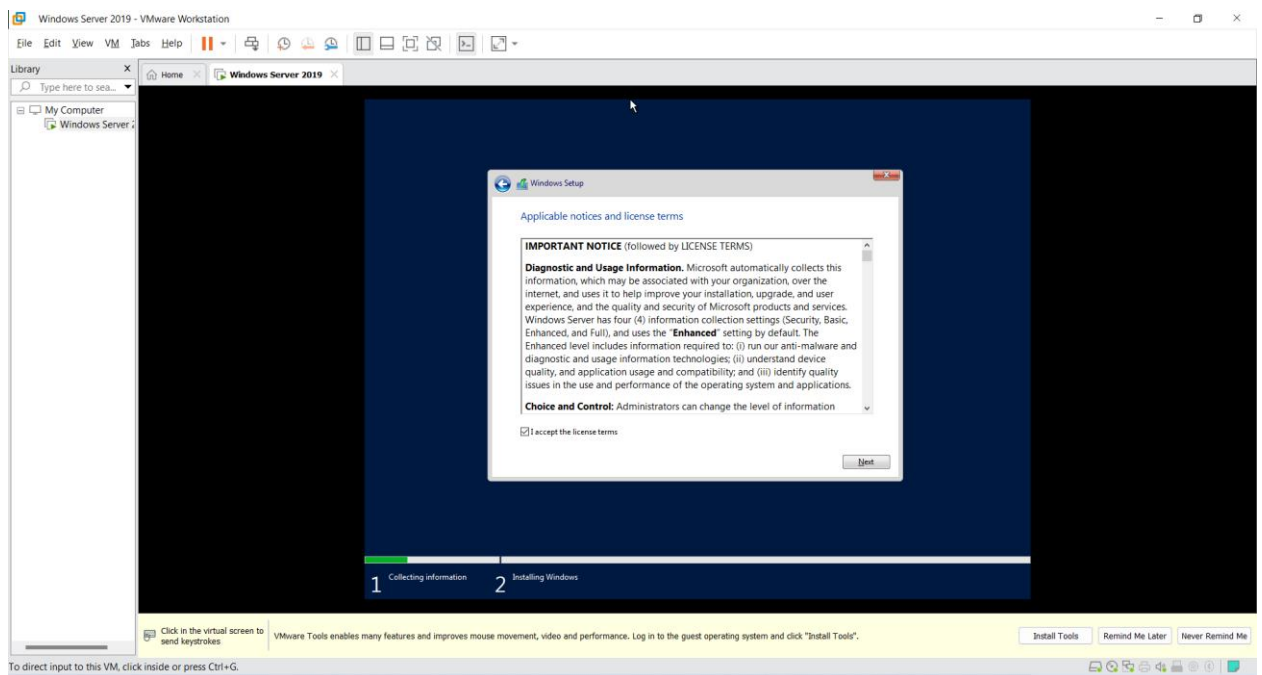 Windows Server 2019 - VMware Workstation
File Edit View VM Tabs Help
Library X
Home
Windows Server 2019
Type here to sea...
My Computer
Windows Server 2
Windows Setup
Applicable notices and license terms
IMPORTANT NOTICE (followed by LICENSE TERMS)
Diagnostic and Usage Information. Microsoft automatically collects this
information, which may be associated with your organization, over the
internet, and uses it to help improve your installation, upgrade, and user
experience, and the quality and security of Microsoft products and services.
Windows Server has four (4) information collection settings (Security, Basic,
Enhanced, and Full), and uses the "Enhanced" setting by default. The
Enhanced level includes information required to: (i) run our anti-malware and
diagnostic and usage information technologies; (ii) understand device
quality, and application usage and compatibility; and (iii) identify quality
issues in the use and performance of the operating system and applications.
Choice and Control: Administrators can change the level of information
I accept the license terms
Next
1 Collecting information
2 Installing Windows
Click in the virtual screen to
send keystrokes
VMware Tools enables many features and improves mouse movement, video and performance. Log in to the guest operating system and click "Install Tools".
Install Tools
Remind Me Later
Never Remind Me
To direct input to this VM, click inside or press Ctrl+G.